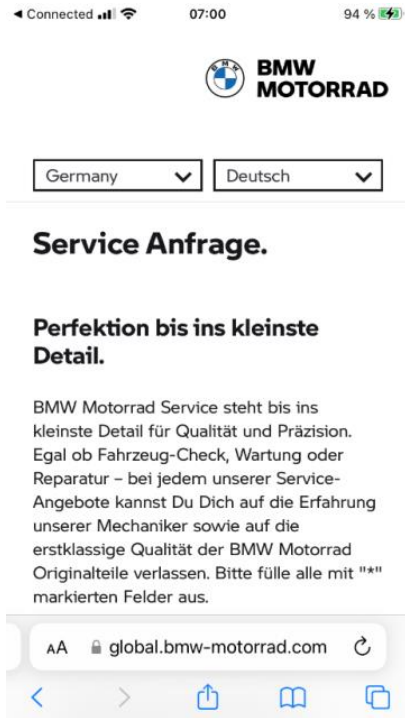 Connected 07:00 94 %
BMW
MOTORRAD
Germany Deutsch
Service Anfrage.
Perfektion bis ins kleinste
Detail.
BMW Motorrad Service steht bis ins
kleinste Detail für Qualität und Präzision.
Egal ob Fahrzeug-Check, Wartung oder
Reparatur – bei jedem unserer Service-
Angebote kannst Du Dich auf die Erfahrung
unserer Mechaniker sowie auf die
erstklassige Qualität der BMW Motorrad
Originalteile verlassen. Bitte fülle alle mit "*"
markierten Felder aus.
AA global.bmw-motorrad.com